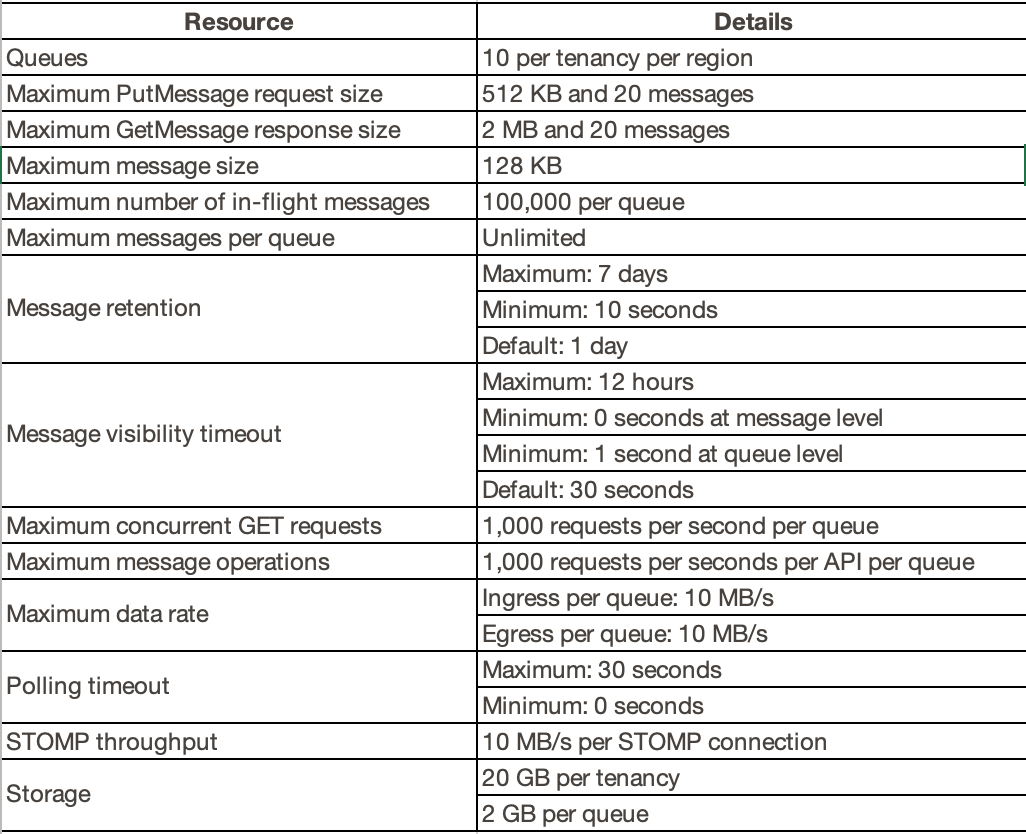 Resource Details
Queues 10 per tenancy per region
Maximum PutMessage request size 512 KB and 20 messages
Maximum GetMessage response size 2 MB and 20 messages
Maximum message size 128 KB
Maximum number of in-flight messages 100,000 per queue
Maximum messages per queue Unlimited
Message retention
Maximum: 7 days
Minimum: 10 seconds
Default: 1 day
Message visibility timeout
Maximum: 12 hours
Minimum: 0 seconds at message level
Minimum: 1 second at queue level
Default: 30 seconds
Maximum concurrent GET requests 1,000 requests per second per queue
Maximum message operations 1,000 requests per seconds per API per queue
Maximum data rate
Ingress per queue: 10 MB/s
Egress per queue: 10 MB/s
Polling timeout
Maximum: 30 seconds
Minimum: 0 seconds
STOMP throughput 10 MB/s per STOMP connection
Storage
20 GB per tenancy
2 GB per queue